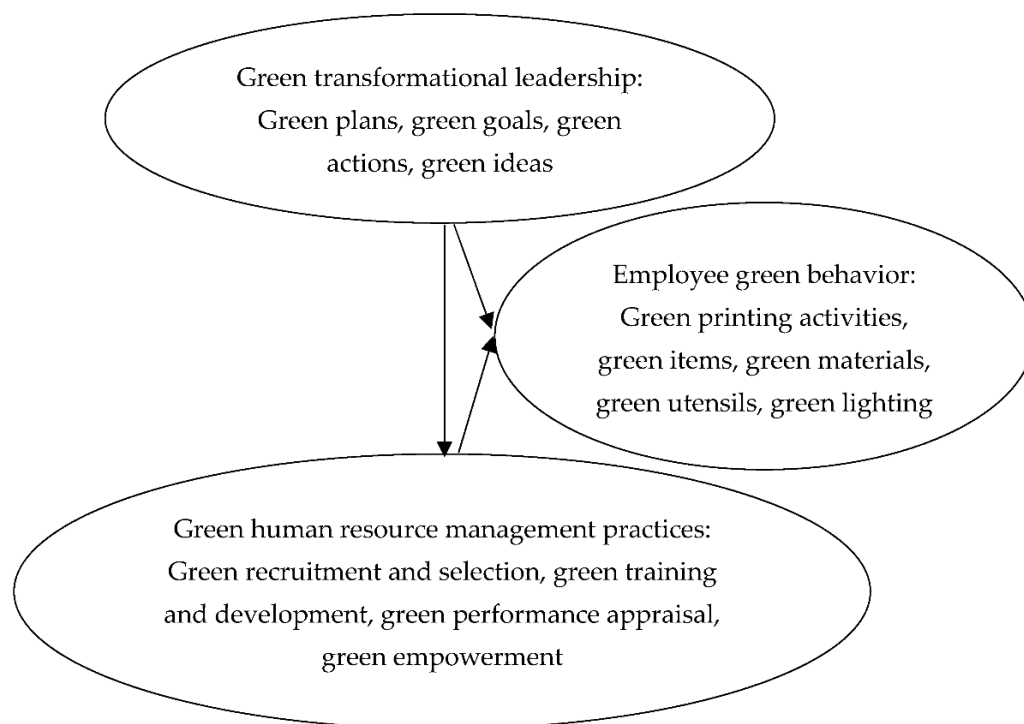 Green transformational leadership:
Green plans, green goals, green
actions, green ideas
Employee green behavior:
Green printing activities,
green items, green materials,
green utensils, green lighting
Green human resource management practices:
Green recruitment and selection, green training
and development, green performance appraisal,
green empowerment